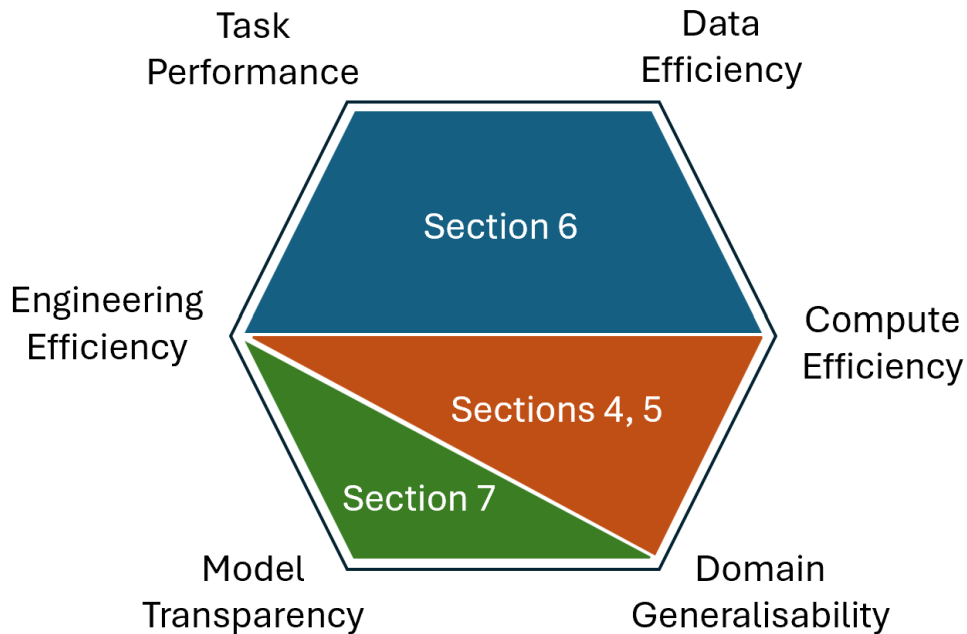 Task
Performance
Data
Efficiency
Section 6
Engineering
Efficiency
Compute
Efficiency
Sections 4, 5
Section 7
Model
Transparency
Domain
Generalisability